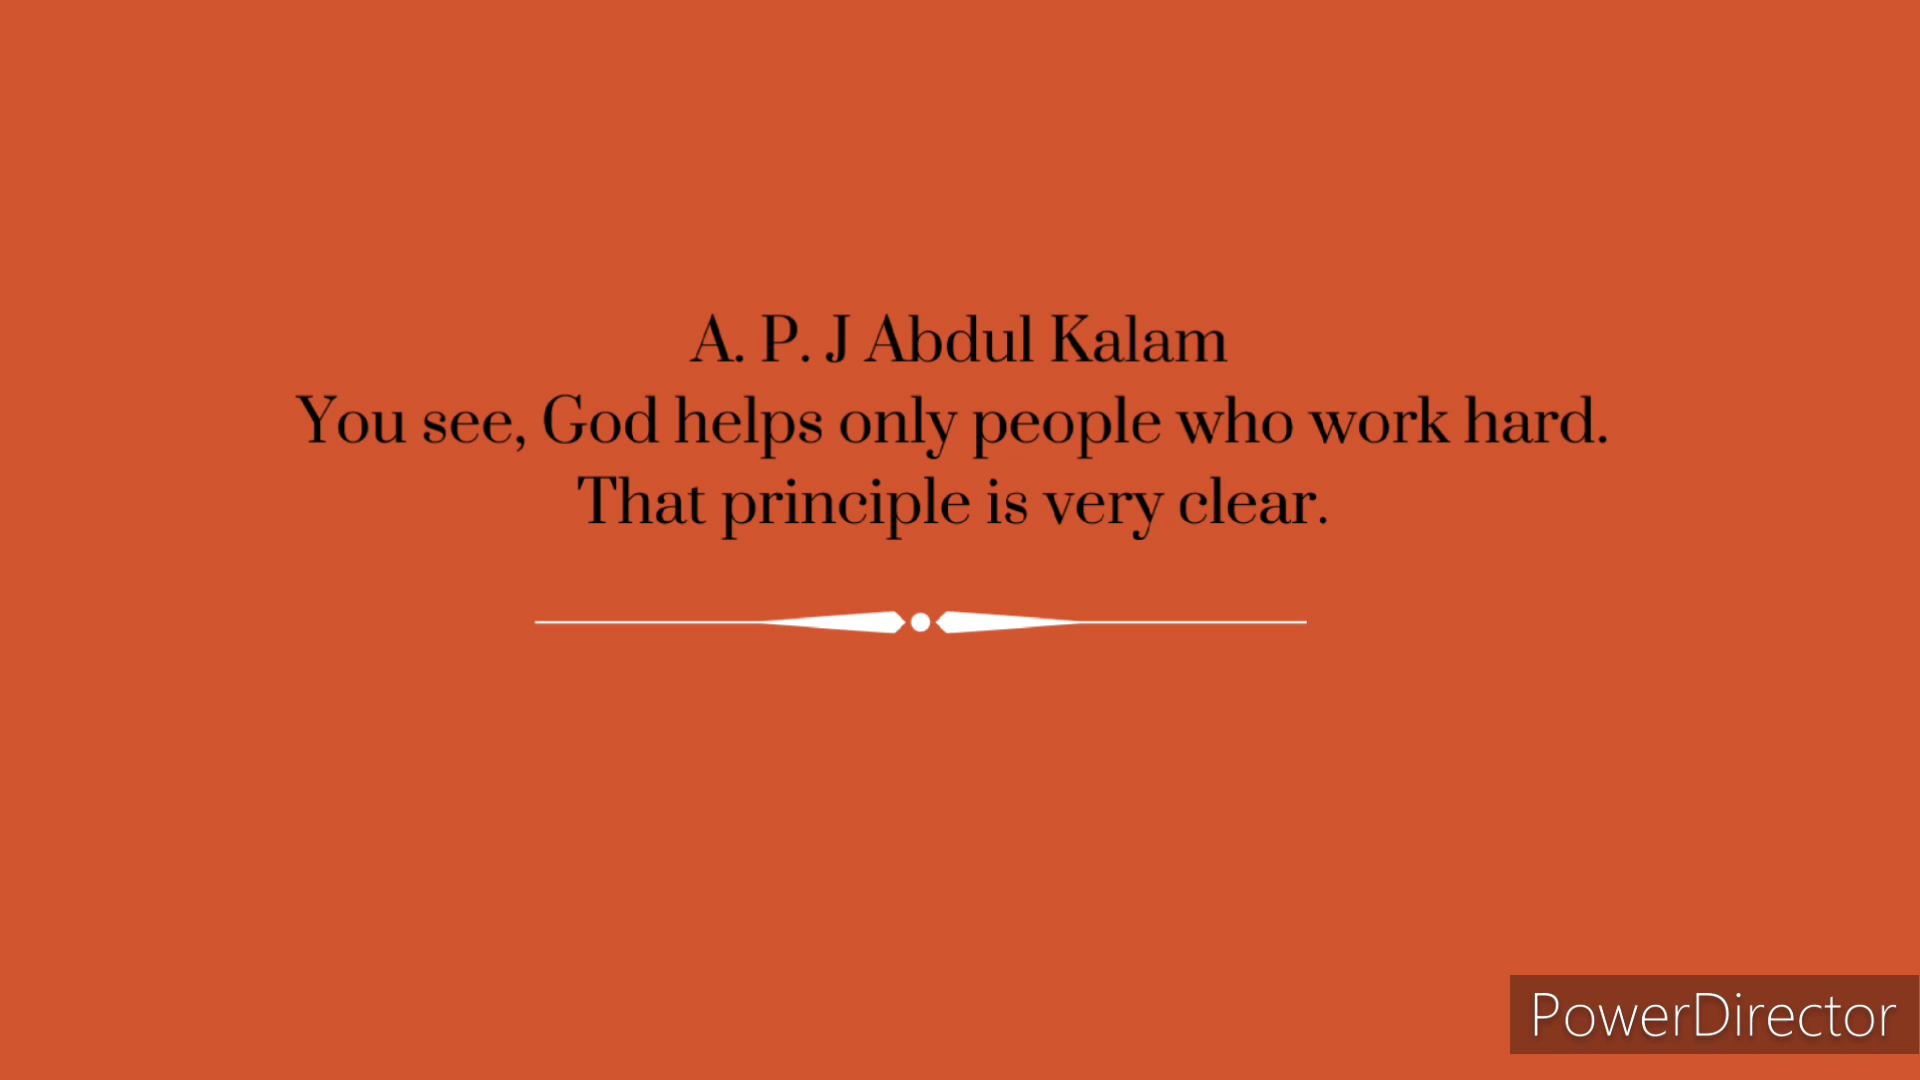 A. P. J Abdul Kalam
You see, God helps only people who work hard.
That principle is very clear.
PowerDirector